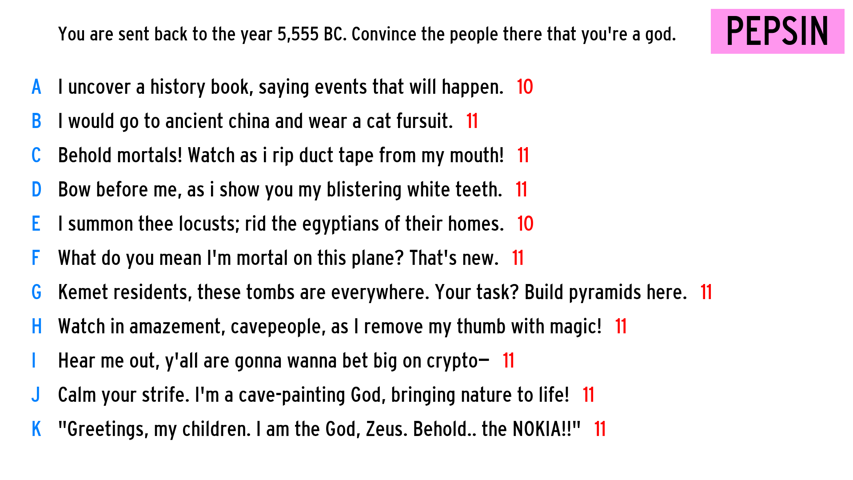 You are sent back to the year 5,555 BC. Convince the people there that you're a god.
PEPSIN
A I uncover a history book, saying events that will happen. 10
B I would go to ancient china and wear a cat fursuit. 11
C Behold mortals! Watch as i rip duct tape from my mouth! 11
D Bow before me, as i show you my blistering white teeth. 11
E I summon thee locusts; rid the egyptians of their homes. 10
F What do you mean I'm mortal on this plane? That's new. 11
G Kemet residents, these tombs are everywhere. Your task? Build pyramids here. 11
H Watch in amazement, cavepeople, as I remove my thumb with magic! 11
I Hear me out, y'all are gonna wanna bet big on crypto— 11
J Calm your strife. I'm a cave-painting God, bringing nature to life! 11
K "Greetings, my children. I am the God, Zeus. Behold.. the NOKIA!!" 11